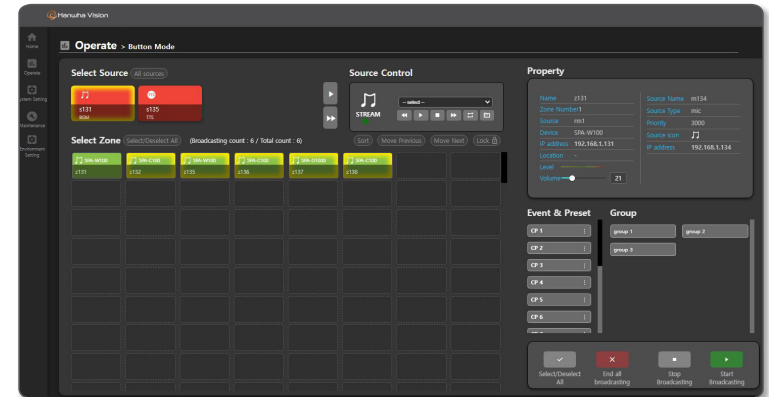 Hanwha Vision
Home
Operate
System Setting
Maintenance
Environment Setting
Operate > Button Mode
Select Source
All sources
s131
BGM
s135
TTS
Source Control
STREAM
-- select --
Select Zone
Select/Deselect All
(Broadcasting count : 6 / Total count : 6)
Sort
Move Previous
Move Next
Lock
SPA-W100
z131
SPA-C100
z132
SPA-W100
z135
SPA-C100
z136
SPA-D1000
z137
SPA-C100
z138
Property
Name z131
Zone Number 1
Source rm1
Device SPA-W100
IP address 192.168.1.131
Location -
Level
Volume 21
Source Name m134
Source Type mic
Priority 3000
Source icon
IP address 192.168.1.134
Event & Preset
CP 1
CP 2
CP 3
CP 4
CP 5
CP 6
Group
group 1
group 2
group 3
Select/Deselect All
End all broadcasting
Stop Broadcasting
Start Broadcasting